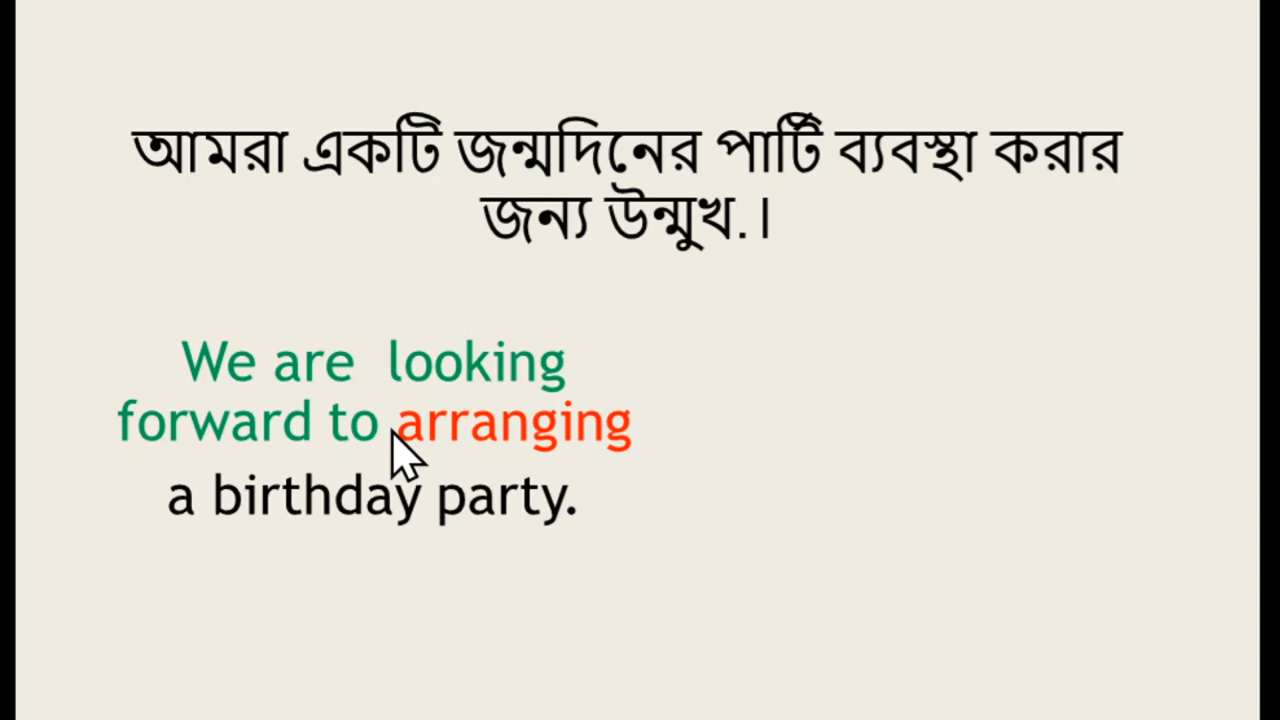 আমরা একটি জন্মদিনের পার্টি ব্যবস্থা করার
জন্য উন্মুখ.।
We are  looking
forward to arranging
a birthday party.